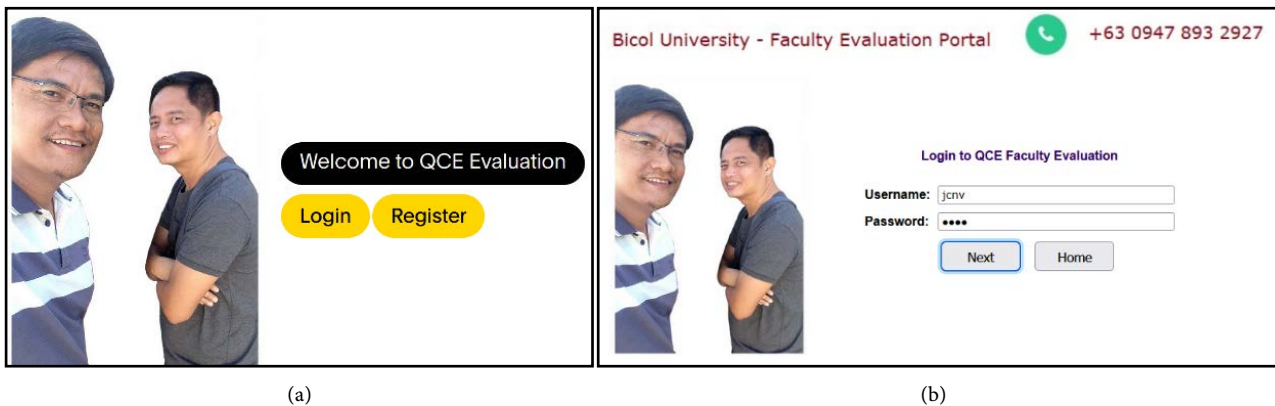 Welcome to QCE Evaluation
Login Register
(a)
Bicol University - Faculty Evaluation Portal +63 0947 893 2927
Login to QCE Faculty Evaluation
Username: jcnv
Password: ••••
Next Home
(b)